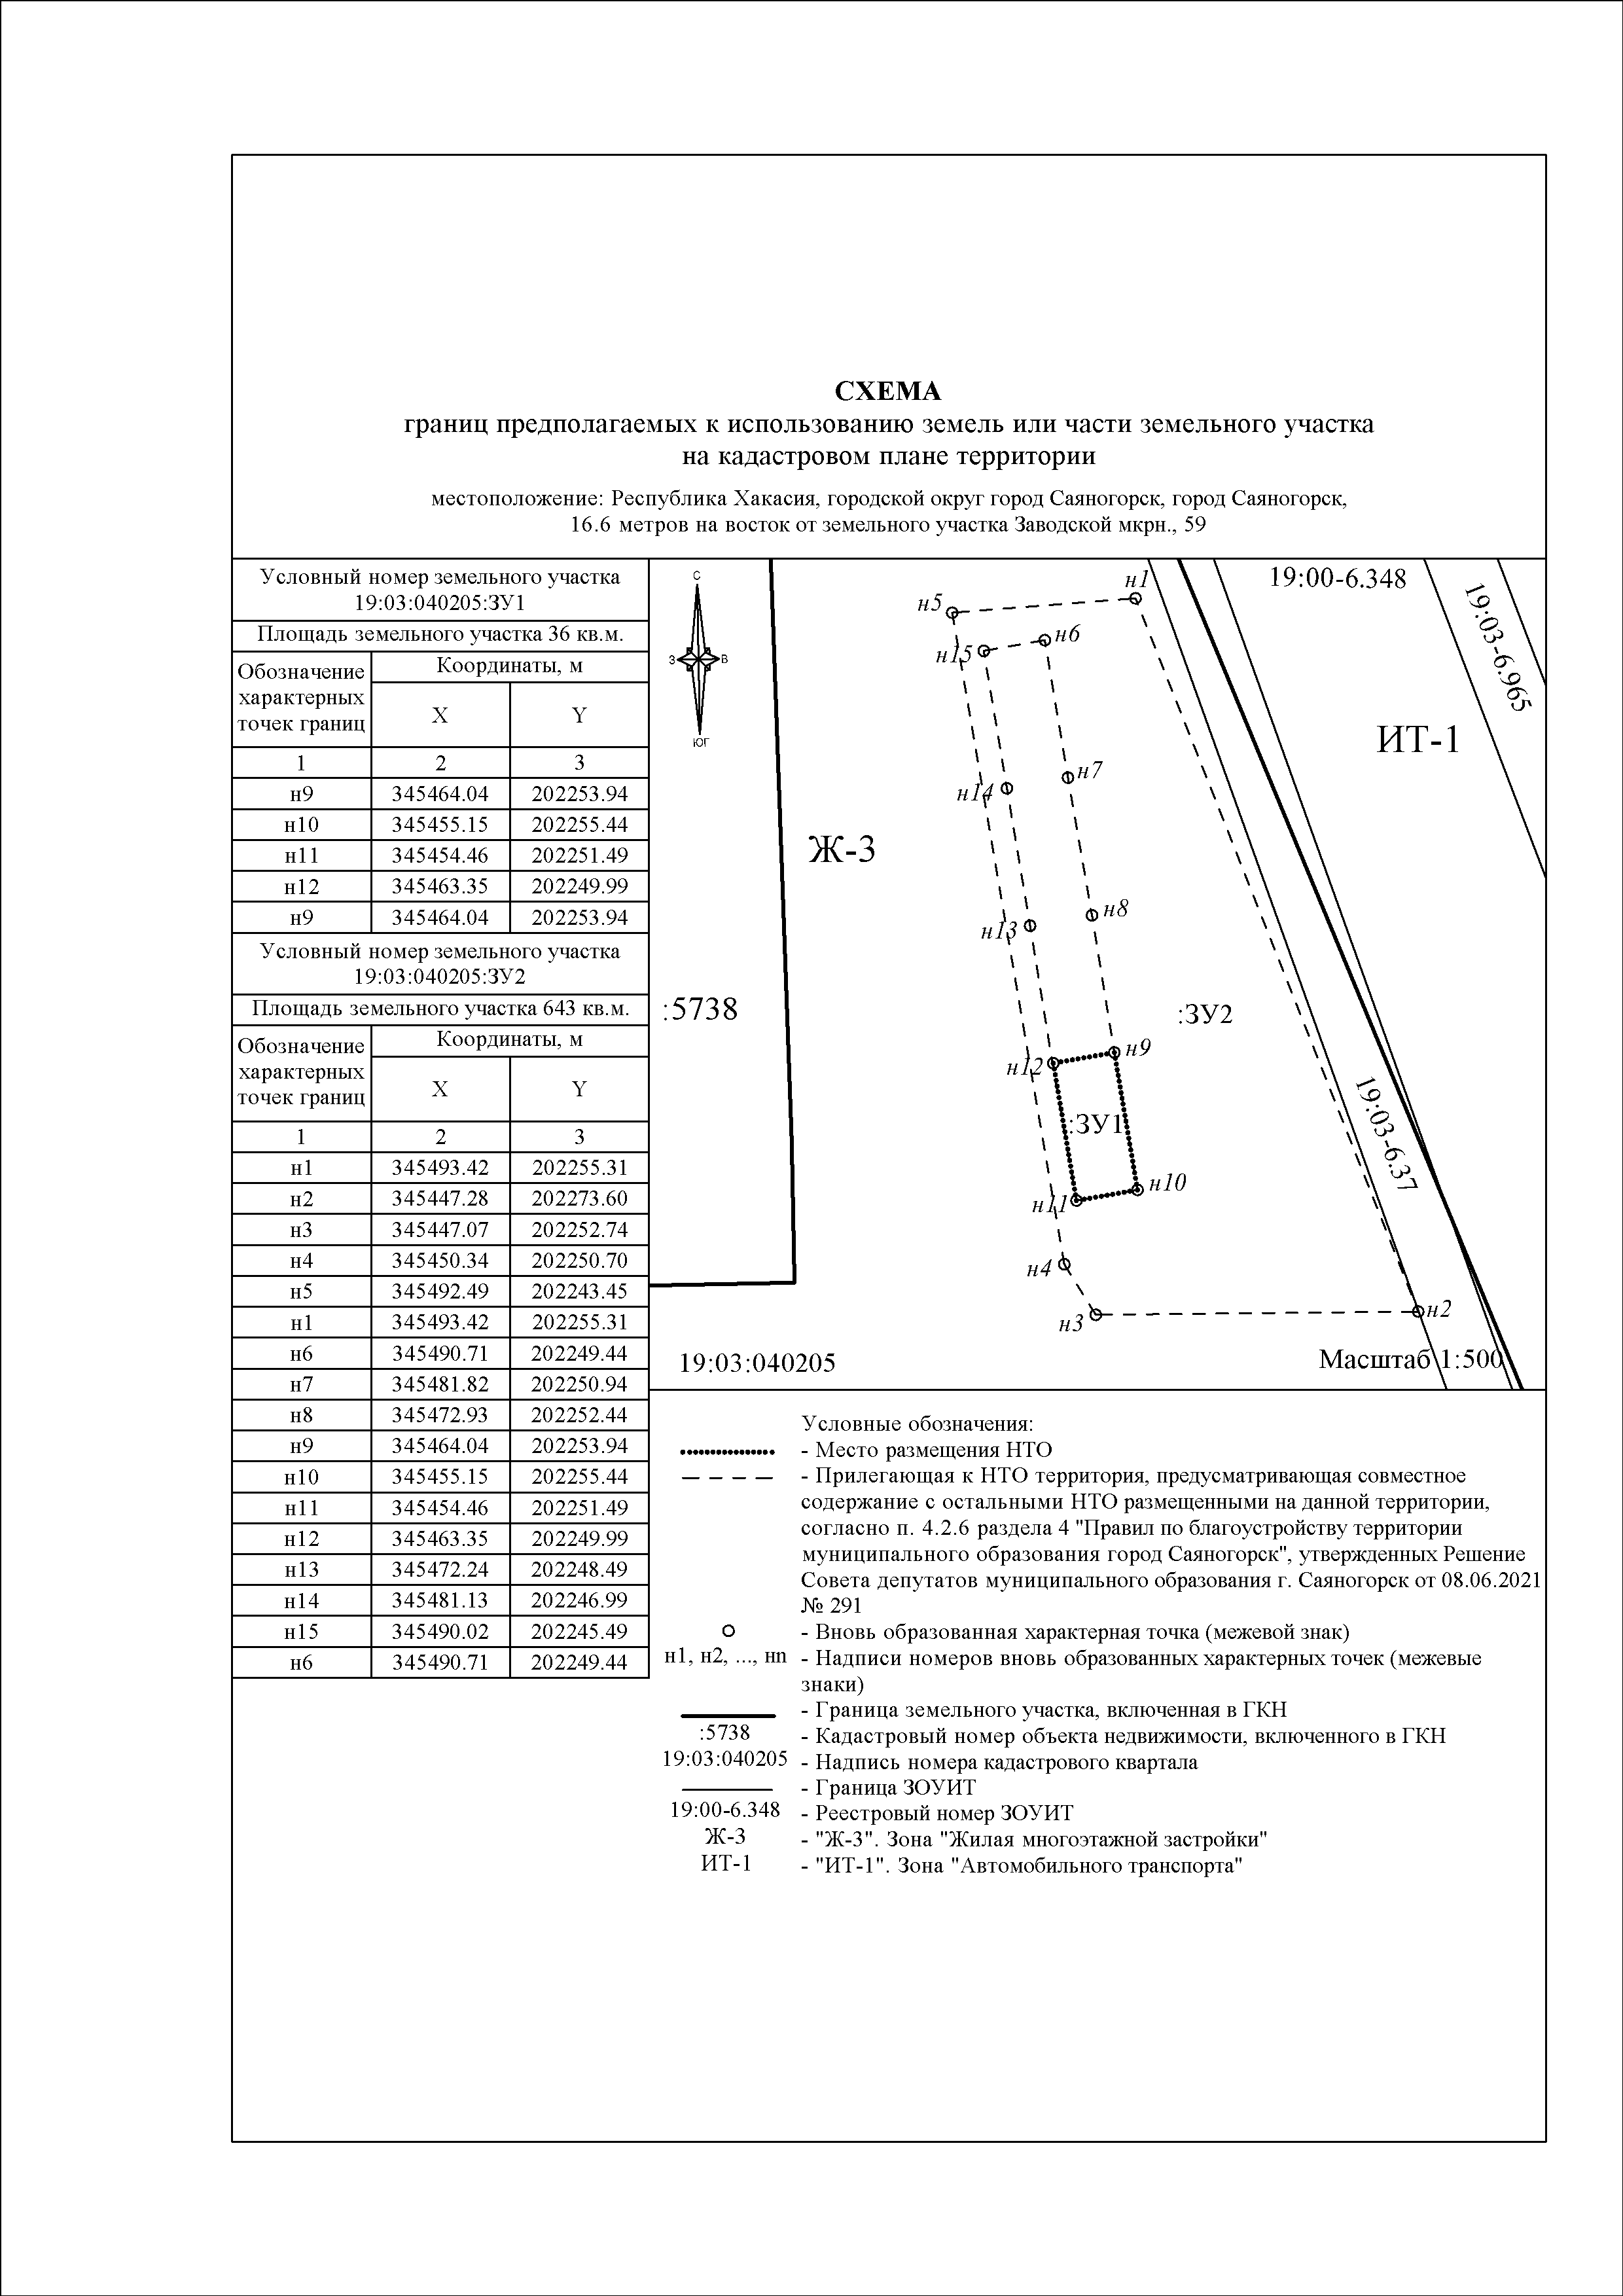 СХЕМА
границ предполагаемых к использованию земель или части земельного участка
на кадастровом плане территории
местоположение: Республика Хакасия, городской округ город Саяногорск, город Саяногорск,
16.6 метров на восток от земельного участка Заводской мкрн., 59
Условный номер земельного участка
19:03:040205:ЗУ1
Площадь земельного участка 36 кв.м.
Обозначение характерных точек границ
Координаты, м
X Y
1 2 3
н9 345464.04 202253.94
н10 345455.15 202255.44
н11 345454.46 202251.49
н12 345463.35 202249.99
н9 345464.04 202253.94
Условный номер земельного участка
19:03:040205:ЗУ2
Площадь земельного участка 643 кв.м.
Обозначение характерных точек границ
Координаты, м
X Y
1 2 3
н1 345493.42 202255.31
н2 345447.28 202273.60
н3 345447.07 202252.74
н4 345450.34 202250.70
н5 345492.49 202243.45
н1 345493.42 202255.31
н6 345490.71 202249.44
н7 345481.82 202250.94
н8 345472.93 202252.44
н9 345464.04 202253.94
н10 345455.15 202255.44
н11 345454.46 202251.49
н12 345463.35 202249.99
н13 345472.24 202248.49
н14 345481.13 202246.99
н15 345490.02 202245.49
н6 345490.71 202249.44
С
З
В
ЮГ
н1
19:00-6.348
н5
19:03-6.965
н6
н15
ИТ-1
н7
н14
Ж-3
н8
н13
:5738
:ЗУ2
н9
н12
:ЗУ1
19:03-6.37
н10
н11
н4
н2
н3
19:03:040205
Масштаб 1:500
Условные обозначения:
- Место размещения НТО
- Прилегающая к НТО территория, предусматривающая совместное
содержание с остальными НТО размещенными на данной территории,
согласно п. 4.2.6 раздела 4 "Правил по благоустройству территории
муниципального образования город Саяногорск", утвержденных Решение
Совета депутатов муниципального образования г. Саяногорск от 08.06.2021
№ 291
- Вновь образованная характерная точка (межевой знак)
н1, н2, ..., нn - Надписи номеров вновь образованных характерных точек (межевые
знаки)
- Граница земельного участка, включенная в ГКН
:5738 - Кадастровый номер объекта недвижимости, включенного в ГКН
19:03:040205 - Надпись номера кадастрового квартала
- Граница ЗОУИТ
19:00-6.348 - Реестровый номер ЗОУИТ
Ж-3 - "Ж-3". Зона "Жилая многоэтажной застройки"
ИТ-1 - "ИТ-1". Зона "Автомобильного транспорта"